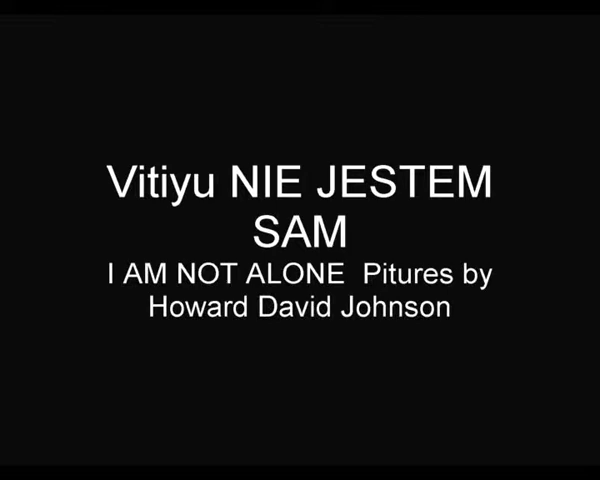 Vitiyu NIE JESTEM
SAM
I AM NOT ALONE  Pitures by
Howard David Johnson